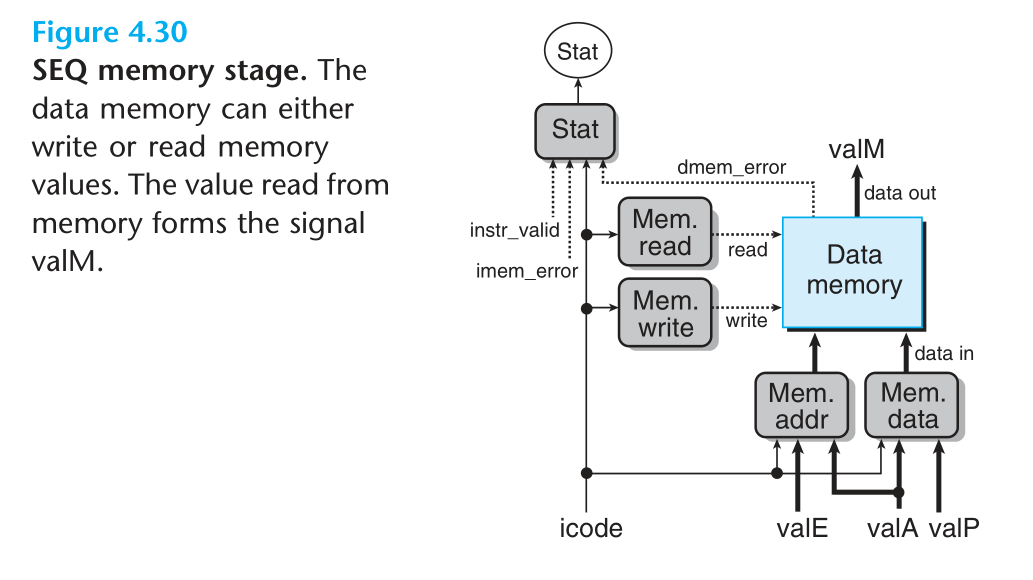 Figure 4.30
SEQ memory stage. The
data memory can either
write or read memory
values. The value read from
memory forms the signal
valM.
Stat
Stat
valM
dmem_error
data out
instr_valid
imem_error
Mem.
read
read
Data
memory
Mem.
write
write
data in
Mem.
addr
Mem.
data
icode
valE
valA
valP